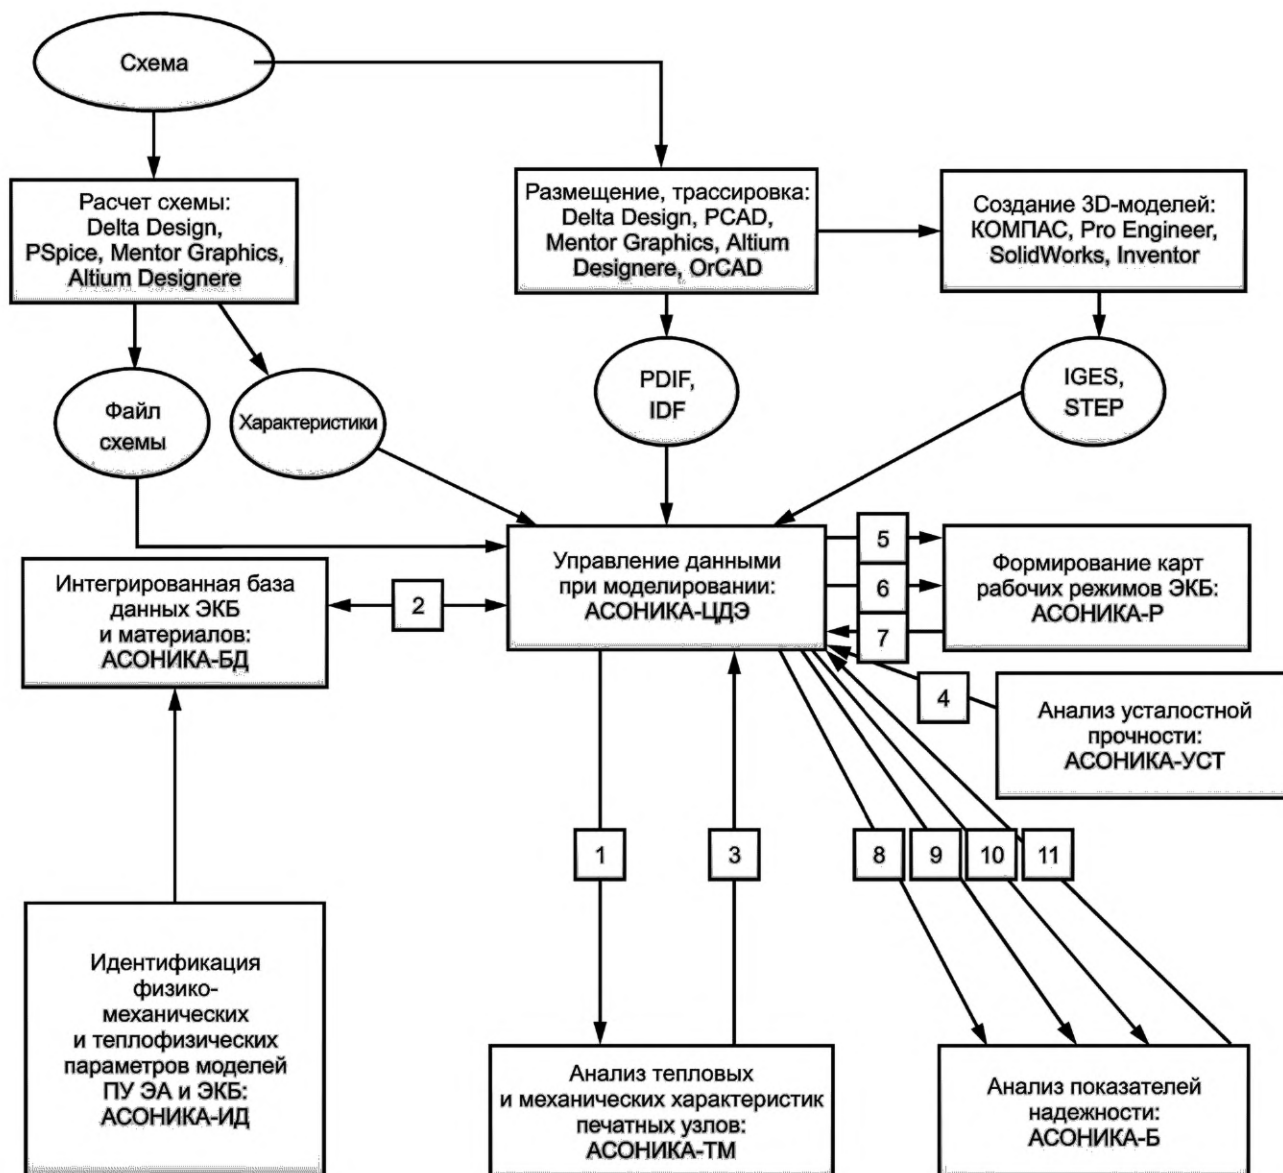 Схема
Расчет схемы:
Delta Design,
PSpice, Mentor Graphics,
Altium Designere
Размещение, трассировка:
Delta Design, PCAD,
Mentor Graphics, Altium
Designere, OrCAD
Создание 3D-моделей:
КОМПАС, Pro Engineer,
SolidWorks, Inventor
Файл
схемы
Характеристики
PDIF,
IDF
IGES,
STEP
Интегрированная база
данных ЭКБ
и материалов:
АСОНИКА-БД
2
Управление данными
при моделировании:
АСОНИКА-ЦДЭ
5
6
7
Формирование карт
рабочих режимов ЭКБ:
АСОНИКА-Р
4
Анализ усталостной
прочности:
АСОНИКА-УСТ
1
3
8
9
10
11
Идентификация
физико-
механических
и теплофизических
параметров моделей
ПУ ЭА и ЭКБ:
АСОНИКА-ИД
Анализ тепловых
и механических характеристик
печатных узлов:
АСОНИКА-ТМ
Анализ показателей
надежности:
АСОНИКА-Б